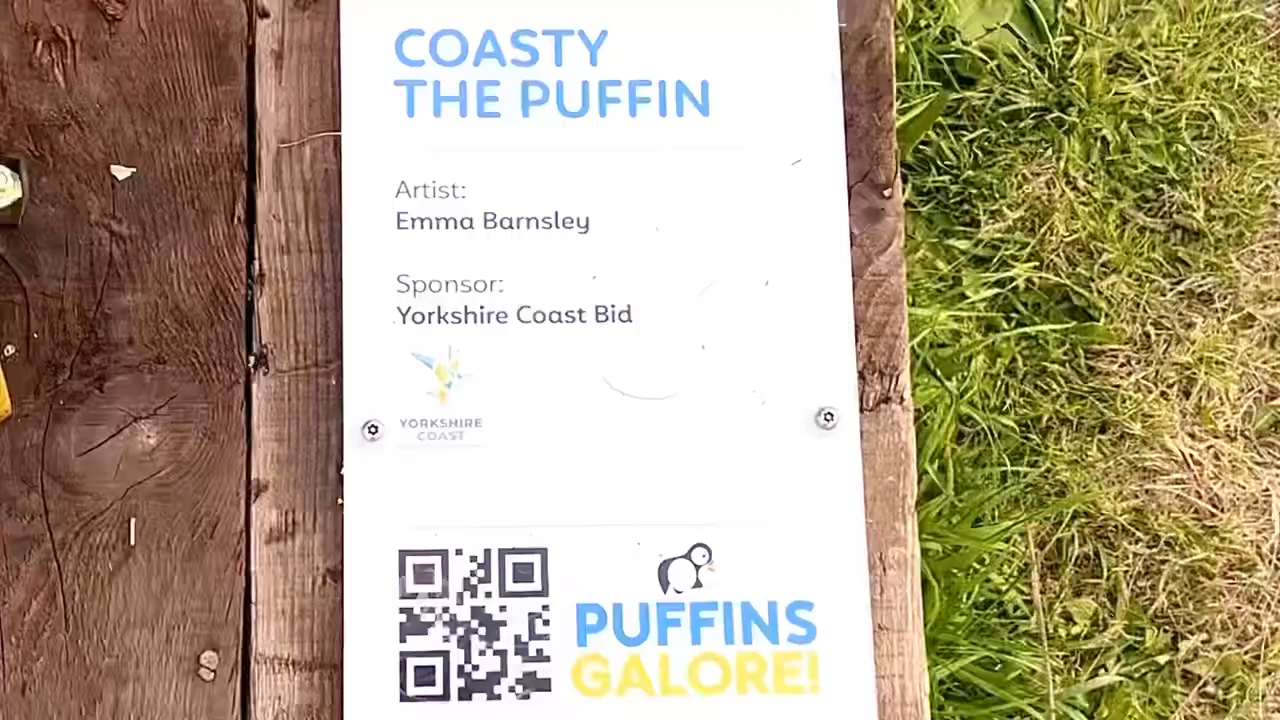 COASTY
THE PUFFIN
Artist:
Emma Barnsley
Sponsor:
Yorkshire Coast Bid
YORKSHIRE
COAST
PUFFINS
GALORE!